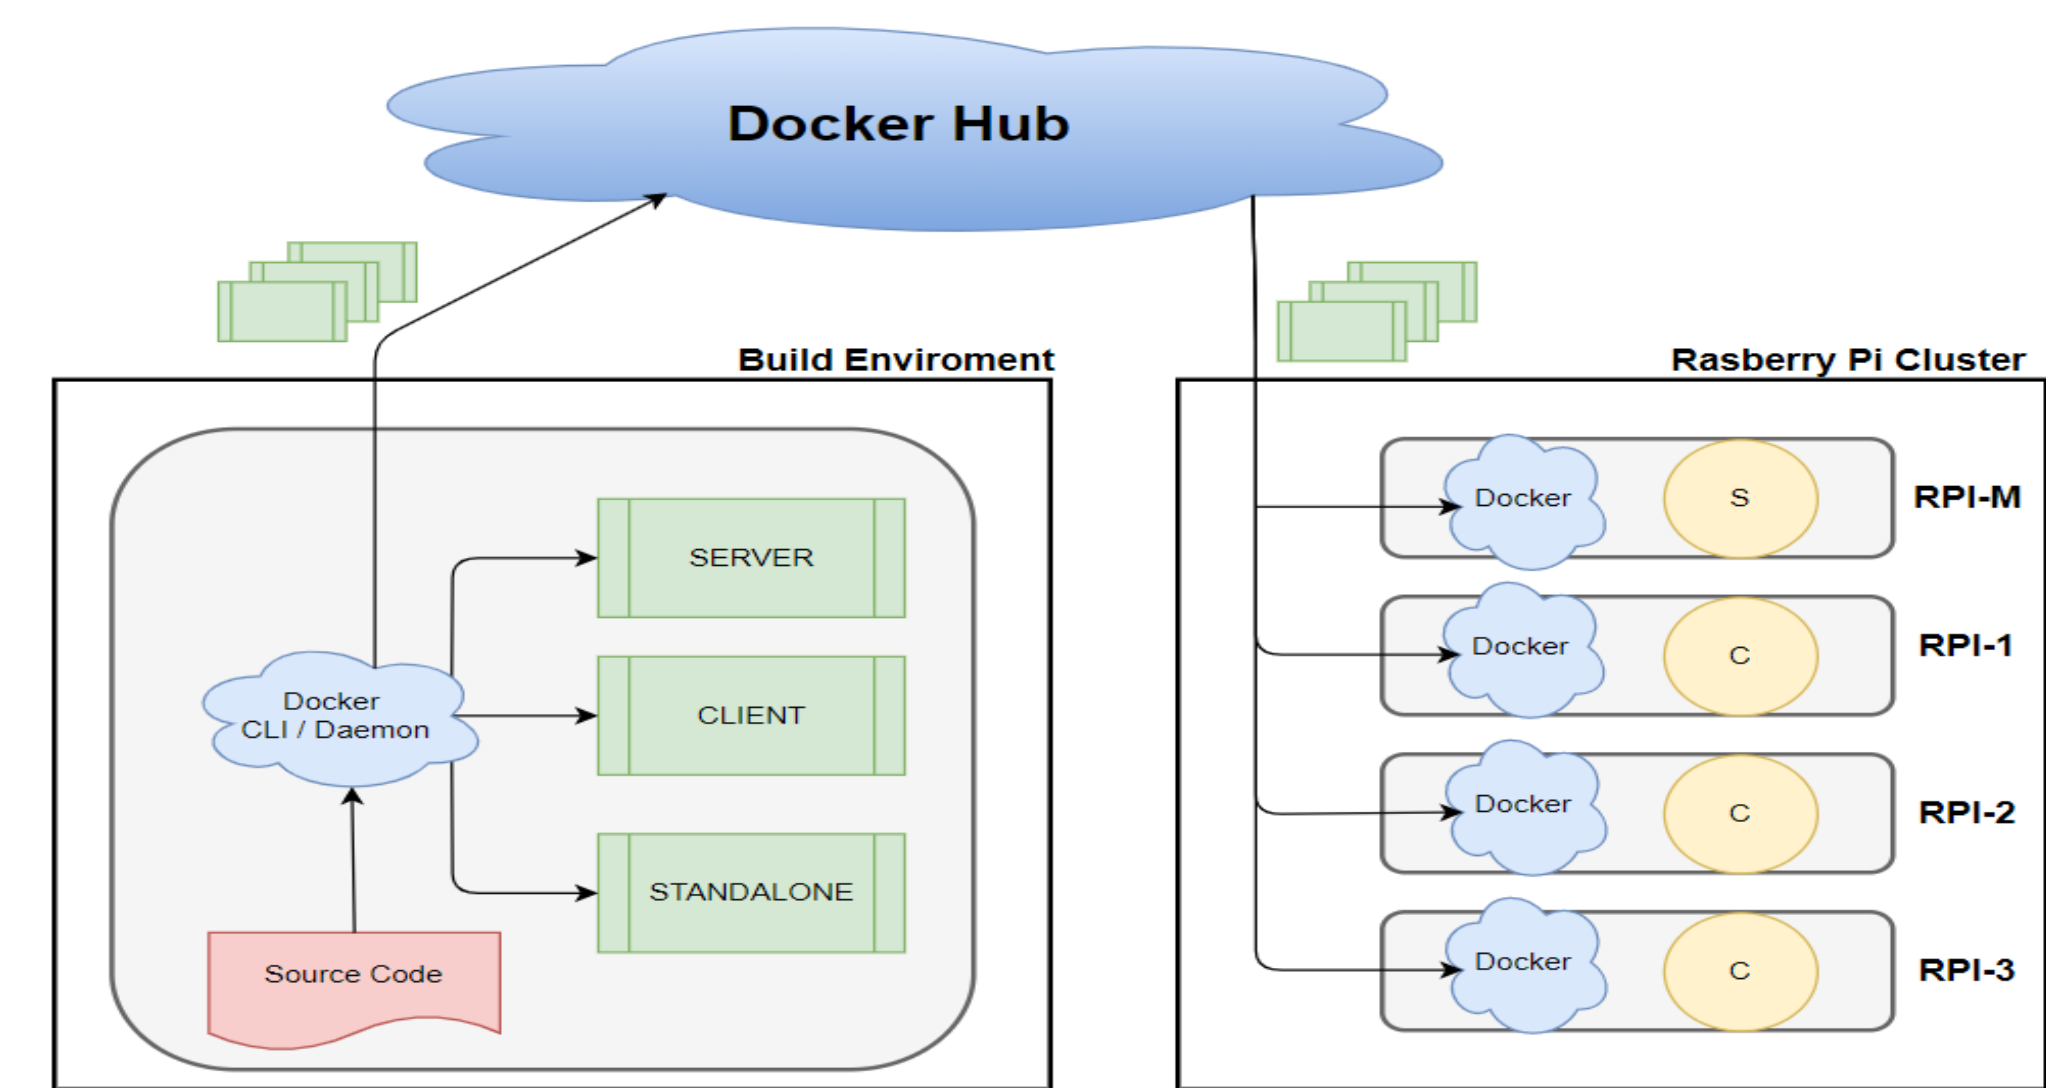 Docker Hub
Build Enviroment
Docker
CLI / Daemon
SERVER
CLIENT
STANDALONE
Source Code
Rasberry Pi Cluster
Docker
S
RPI-M
Docker
C
RPI-1
Docker
C
RPI-2
Docker
C
RPI-3